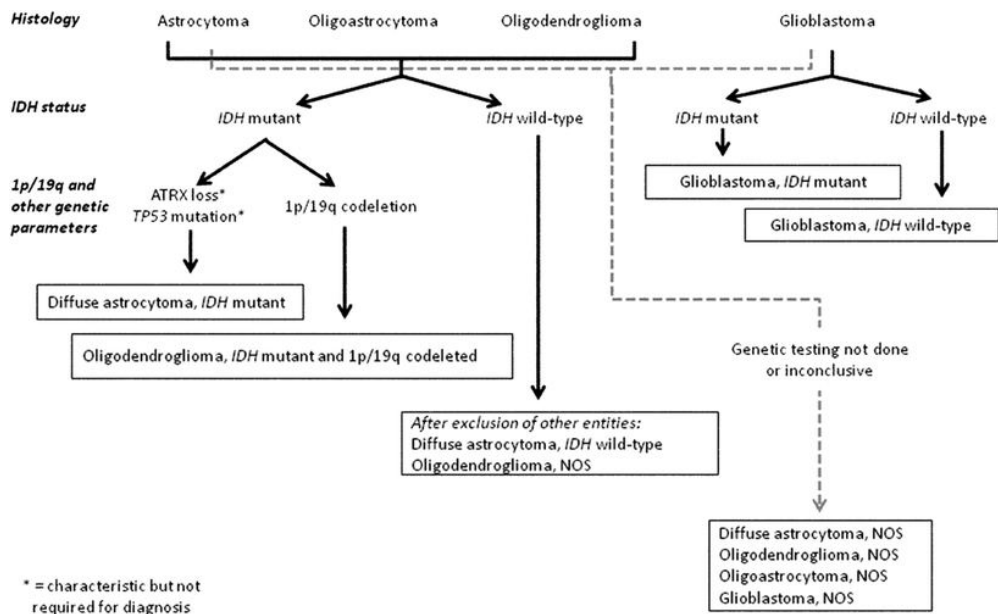 Histology
Astrocytoma
Oligoastrocytoma
Oligodendroglioma
Glioblastoma
IDH status
IDH mutant
IDH wild-type
IDH mutant
IDH wild-type
1p/19q and
other genetic
parameters
ATRX loss*
TP53 mutation*
1p/19q codeletion
Glioblastoma, IDH mutant
Glioblastoma, IDH wild-type
Diffuse astrocytoma, IDH mutant
Oligodendroglioma, IDH mutant and 1p/19q codeleted
Genetic testing not done
or inconclusive
After exclusion of other entities:
Diffuse astrocytoma, IDH wild-type
Oligodendroglioma, NOS
Diffuse astrocytoma, NOS
Oligodendroglioma, NOS
Oligoastrocytoma, NOS
Glioblastoma, NOS
* = characteristic but not
required for diagnosis